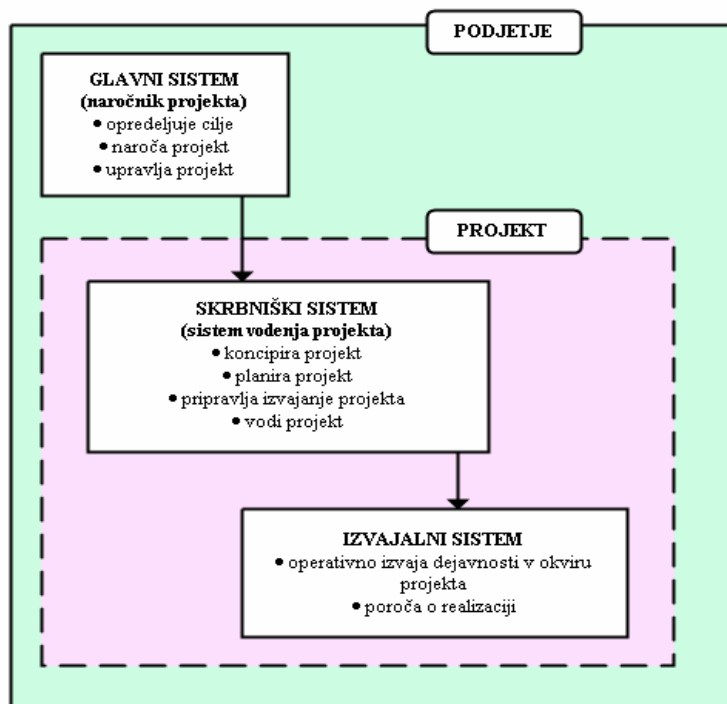 PODJETJE
GLAVNI SISTEM
(naročnik projekta)
• opredeljuje cilje
• naroča projekt
• upravlja projekt
PROJEKT
SKRBNIŠKI SISTEM
(sistem vodenja projekta)
• koncipira projekt
• planira projekt
• pripravlja izvajanje projekta
• vodi projekt
IZVAJALNI SISTEM
• operativno izvaja dejavnosti v okviru
projekta
• poroča o realizaciji